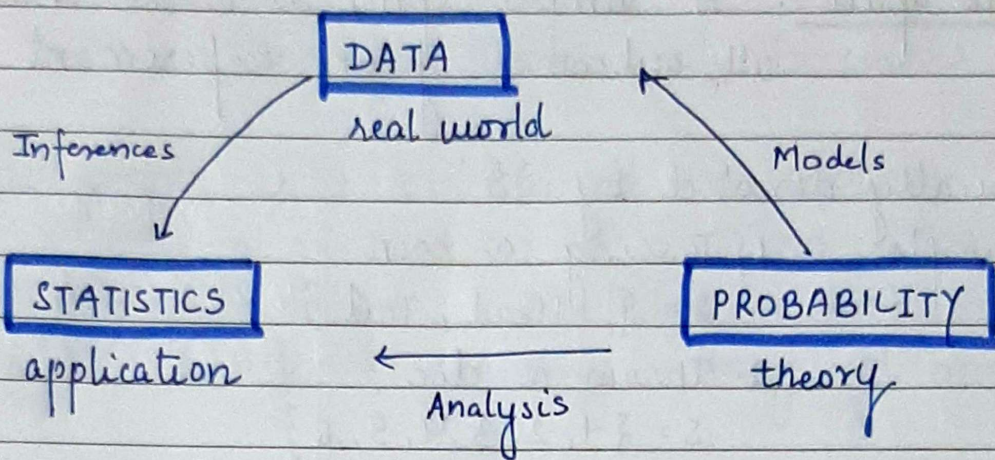 DATA
real world
Inferences
Models
STATISTICS
PROBABILITY
application
theory
Analysis